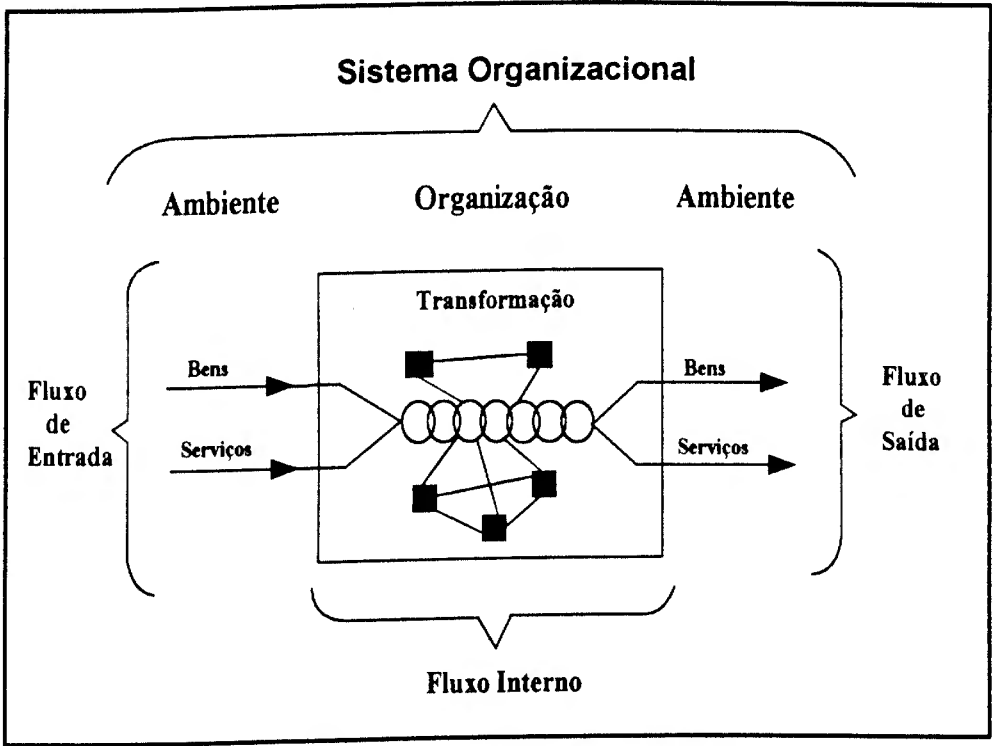 Sistema Organizacional
Ambiente
Organização
Ambiente
Transformação
Bens
Serviços
Bens
Serviços
Fluxo
de
Entrada
Fluxo
de
Saída
Fluxo Interno